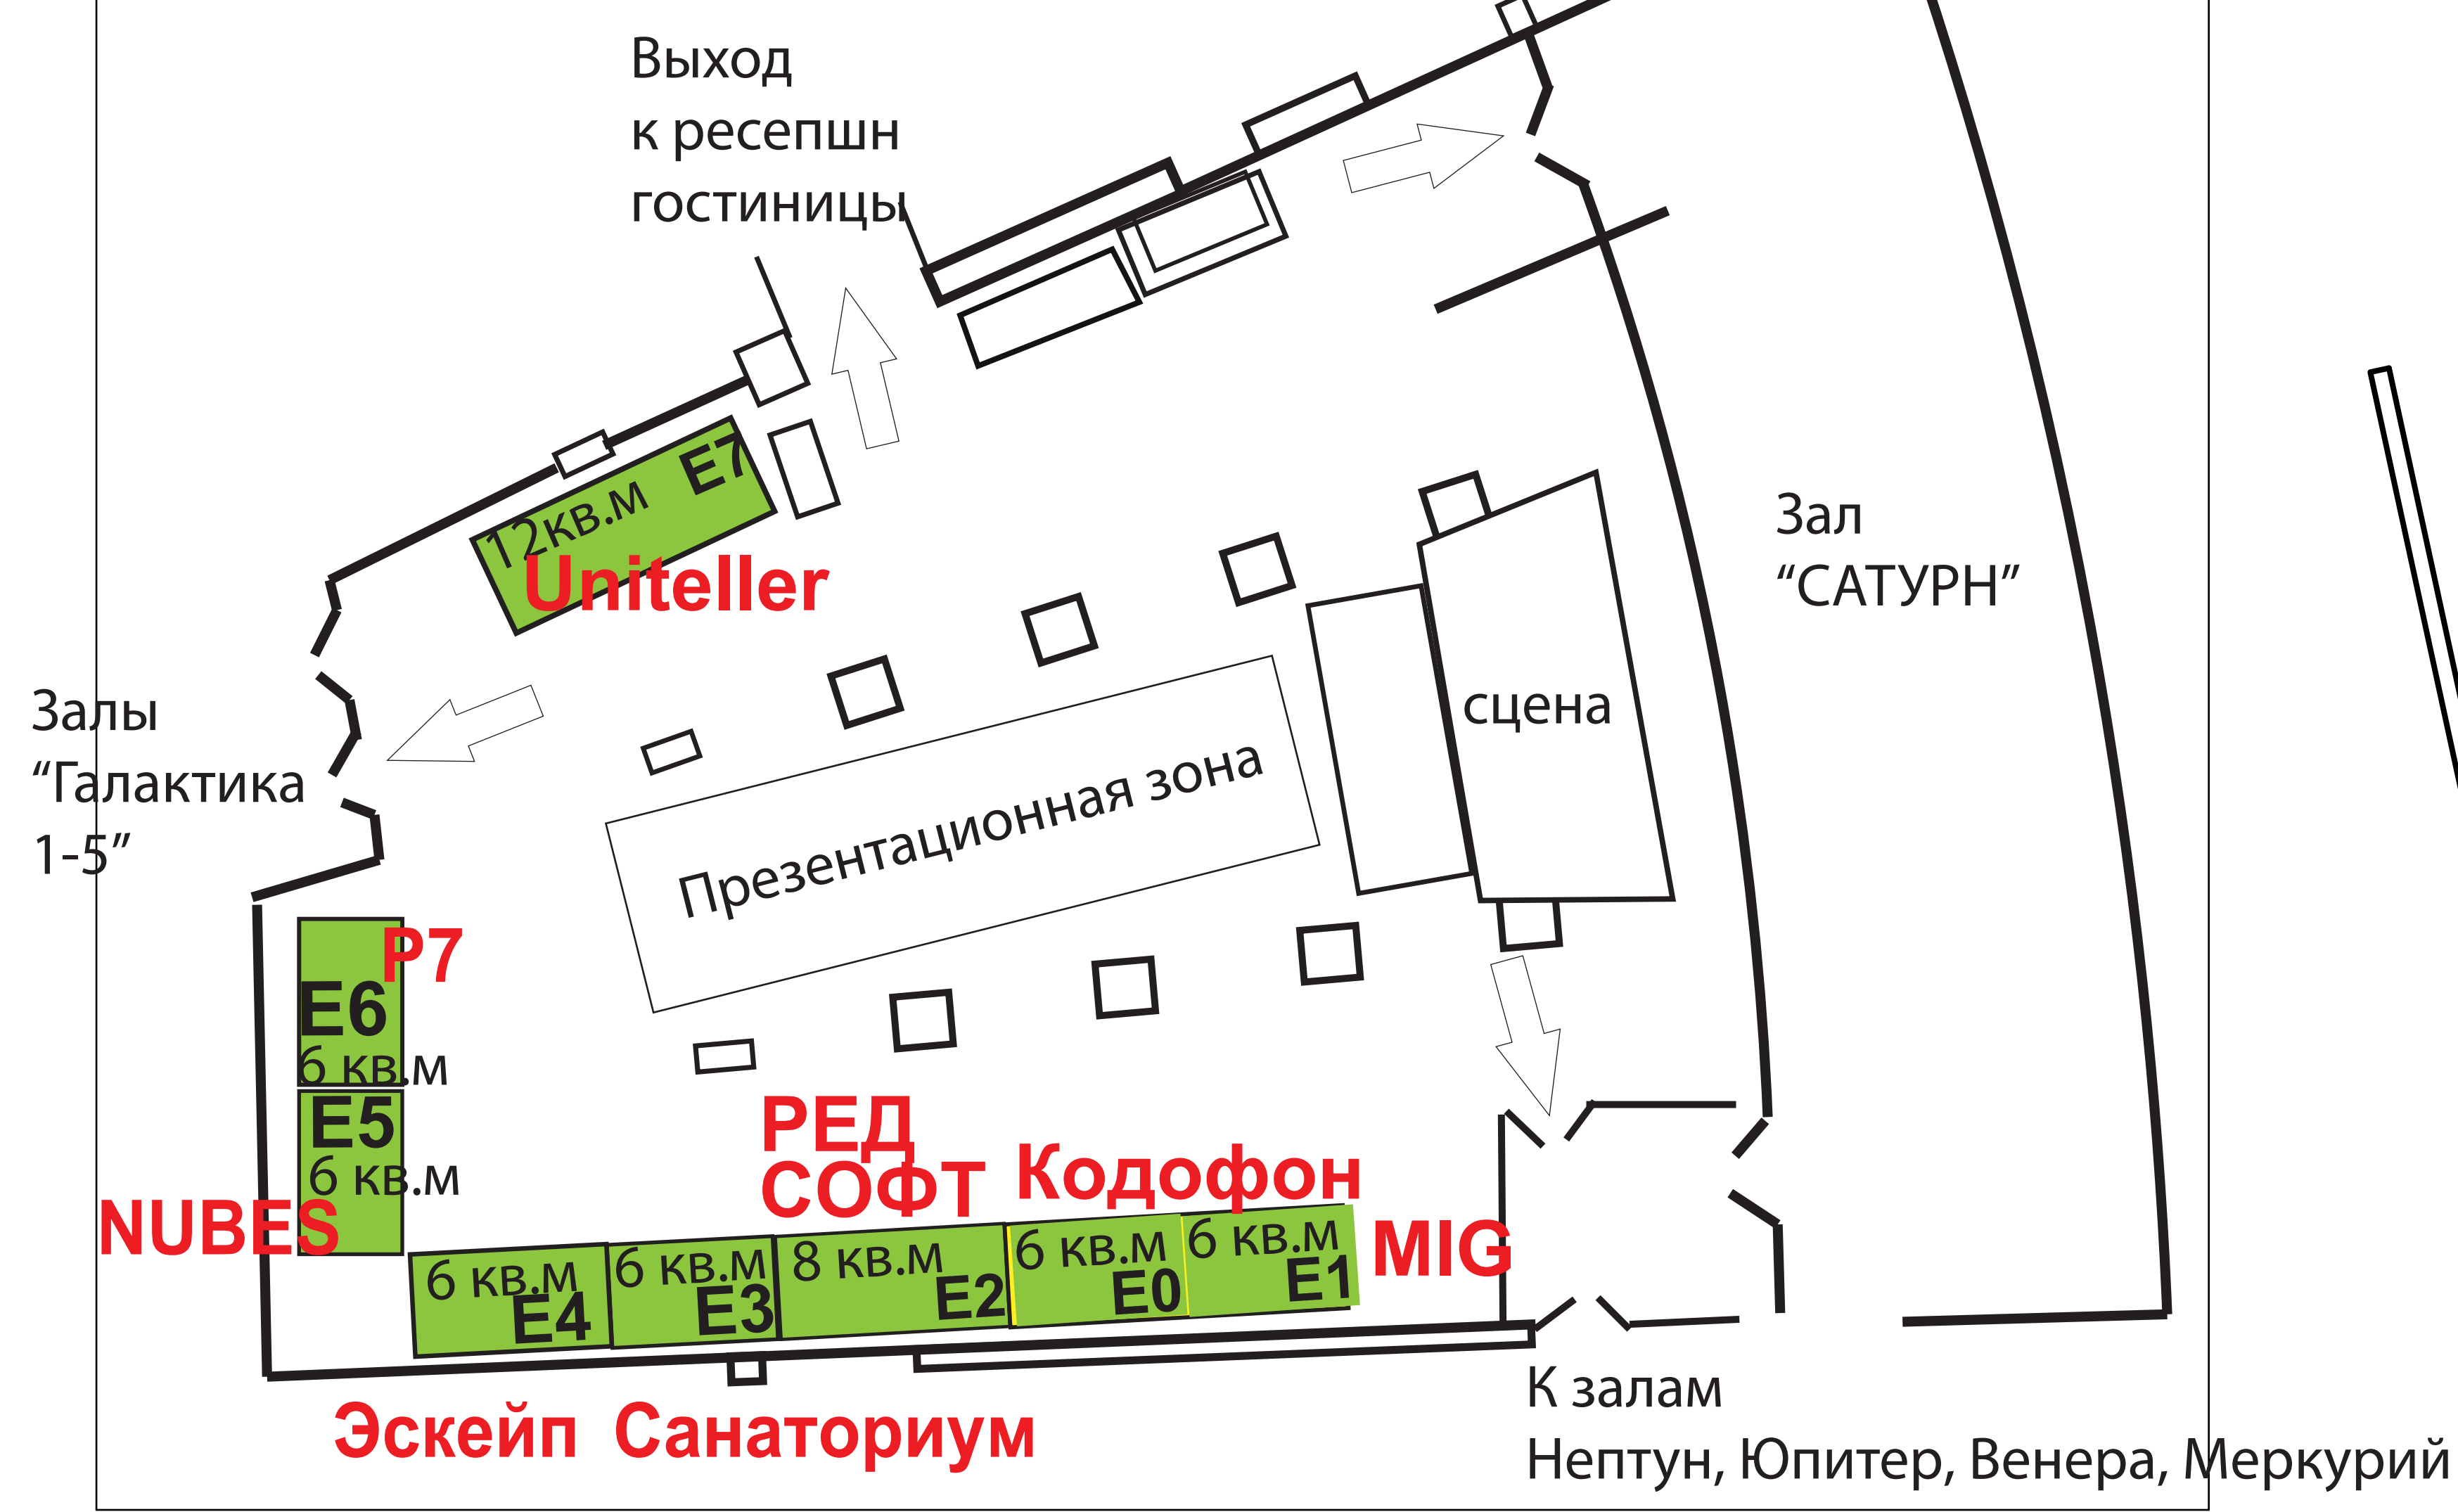 Выход
к ресепшн
гостиницы
E7
12кв.м
Uniteller
Зал
“САТУРН”
сцена
Залы
“Галактика
1-5”
Презентационная зона
Р7
E6
6 кв.м
E5
6 кв.м
NUBES
РЕД
СОФТ
Кодофон
MIG
6 кв.м
E4
6 кв.м
E3
8 кв.м
E2
6 кв.м
E0
6 кв.м
E1
Эскейп
Санаториум
К залам
Нептун, Юпитер, Венера, Меркурий